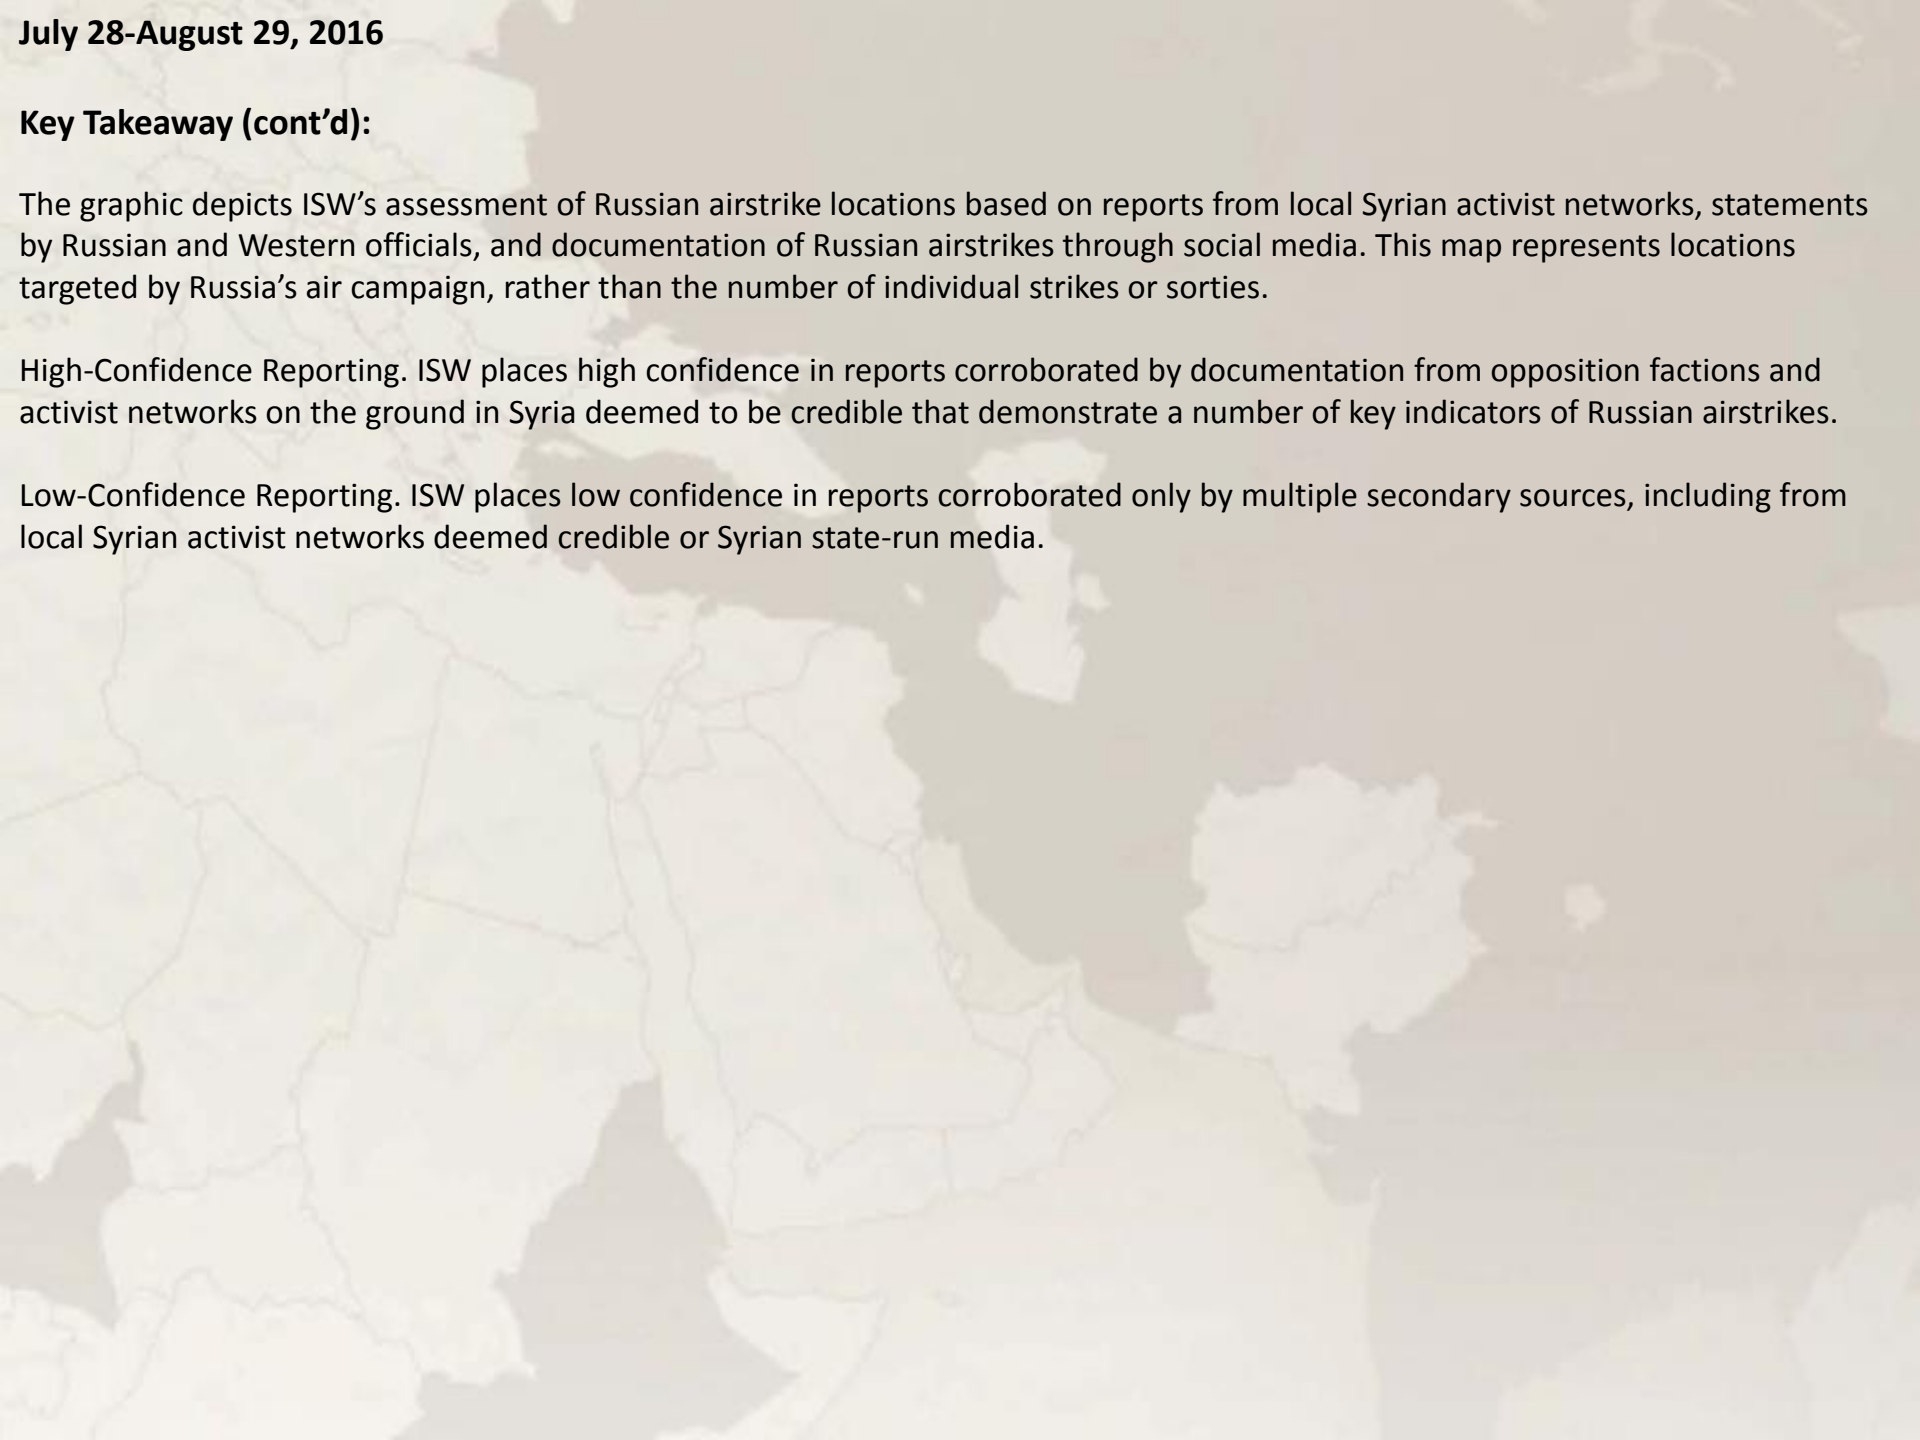 July 28-August 29, 2016
Key Takeaway (cont’d):
The graphic depicts ISW’s assessment of Russian airstrike locations based on reports from local Syrian activist networks, statements
by Russian and Western officials, and documentation of Russian airstrikes through social media. This map represents locations
targeted by Russia’s air campaign, rather than the number of individual strikes or sorties.
High-Confidence Reporting. ISW places high confidence in reports corroborated by documentation from opposition factions and
activist networks on the ground in Syria deemed to be credible that demonstrate a number of key indicators of Russian airstrikes.
Low-Confidence Reporting. ISW places low confidence in reports corroborated only by multiple secondary sources, including from
local Syrian activist networks deemed credible or Syrian state-run media.